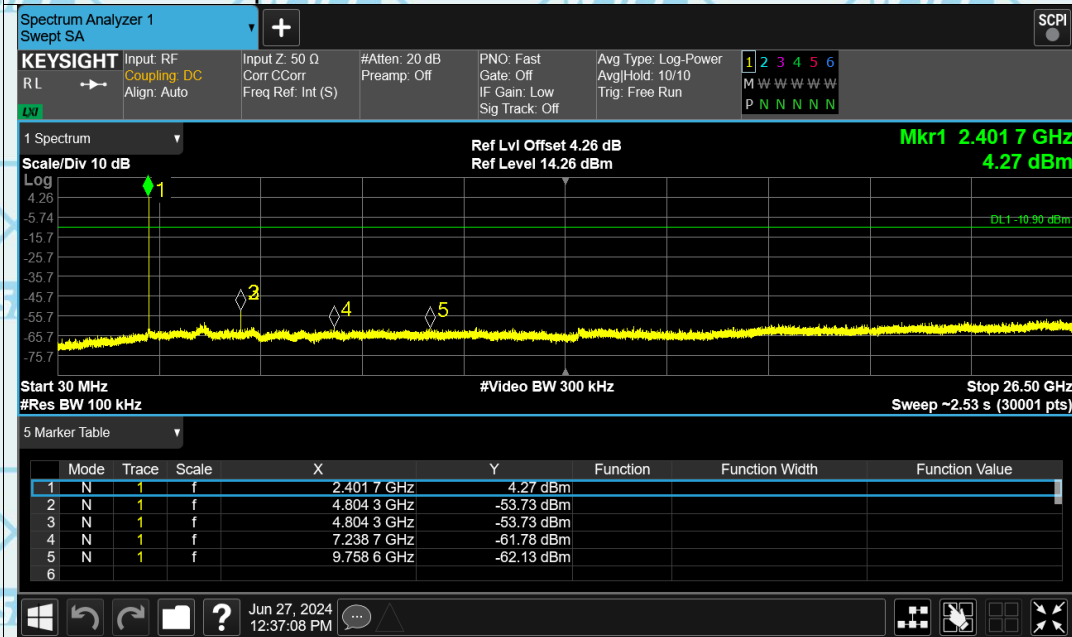 Spectrum Analyzer 1
Swept SA
+
SCPI
KEYSIGHT
RL
LXI
Input: RF
Coupling: DC
Align: Auto
Input Z: 50 Ω
Corr CCorr
Freq Ref: Int (S)
#Atten: 20 dB
Preamp: Off
PNO: Fast
Gate: Off
IF Gain: Low
Sig Track: Off
Avg Type: Log-Power
Avg|Hold: 10/10
Trig: Free Run
1 2 3 4 5 6
M W W W W W
P N N N N N
1 Spectrum
Scale/Div 10 dB
Ref Lvl Offset 4.26 dB
Ref Level 14.26 dBm
Mkr1 2.401 7 GHz
4.27 dBm
Log
4.26
-5.74
-15.7
-25.7
-35.7
-45.7
-55.7
-65.7
-75.7
1
DL1 -10.90 dBm
3
4
5
Start 30 MHz
#Video BW 300 kHz
Stop 26.50 GHz
#Res BW 100 kHz
Sweep ~2.53 s (30001 pts)
5 Marker Table
Mode Trace Scale X Y Function Function Width Function Value
1 N 1 f 2.401 7 GHz 4.27 dBm
2 N 1 f 4.804 3 GHz -53.73 dBm
3 N 1 f 4.804 3 GHz -53.73 dBm
4 N 1 f 7.238 7 GHz -61.78 dBm
5 N 1 f 9.758 6 GHz -62.13 dBm
6
?
Jun 27, 2024
12:37:08 PM